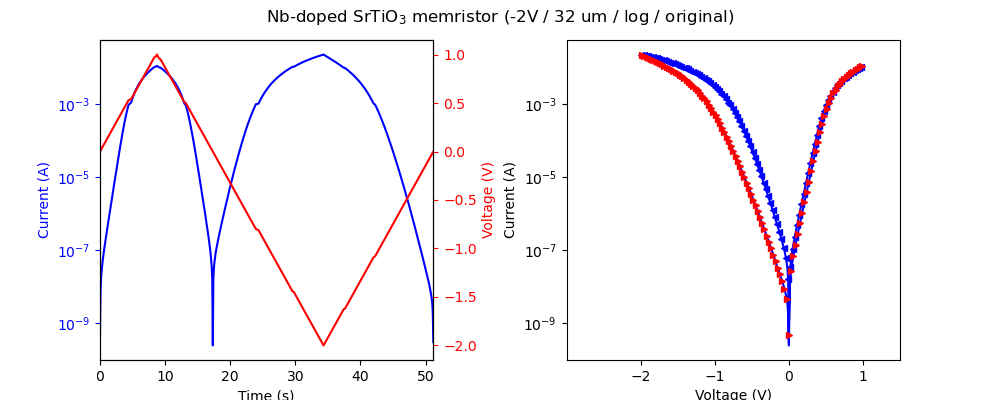 Nb-doped SrTiO₃ memristor (-2V / 32 um / log / original)
10⁻³
10⁻⁵
10⁻⁷
10⁻⁹
Current (A)
0 10 20 30 40 50
Time (s)
1.0
0.5
0.0
−0.5
−1.0
−1.5
−2.0
Voltage (V)
10⁻³
10⁻⁵
10⁻⁷
10⁻⁹
Current (A)
−2 −1 0 1
Voltage (V)